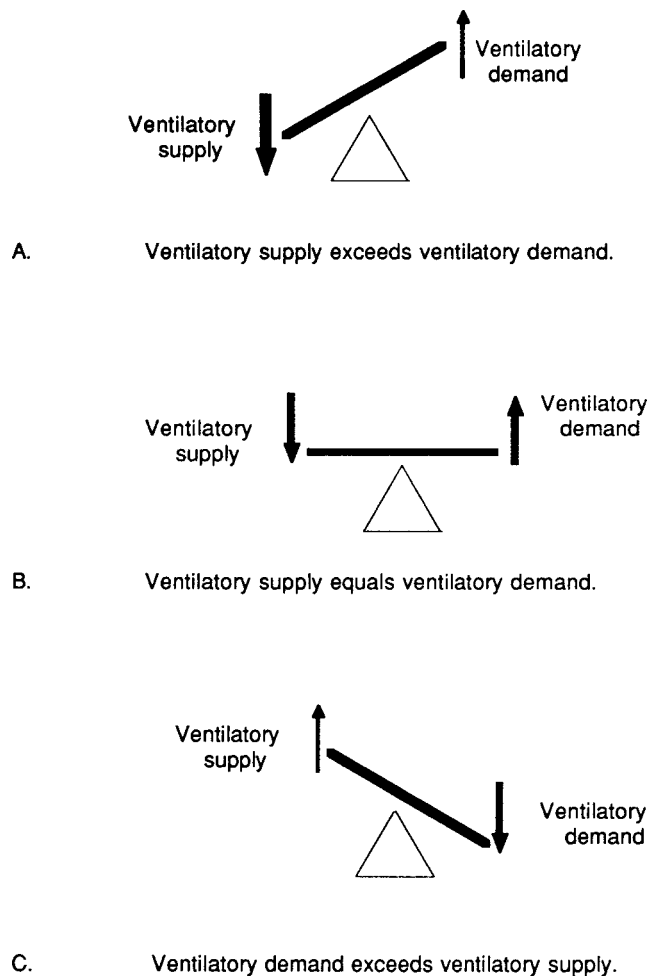 Ventilatory
demand
Ventilatory
supply
A. Ventilatory supply exceeds ventilatory demand.
Ventilatory
demand
Ventilatory
supply
B. Ventilatory supply equals ventilatory demand.
Ventilatory
supply
Ventilatory
demand
C. Ventilatory demand exceeds ventilatory supply.